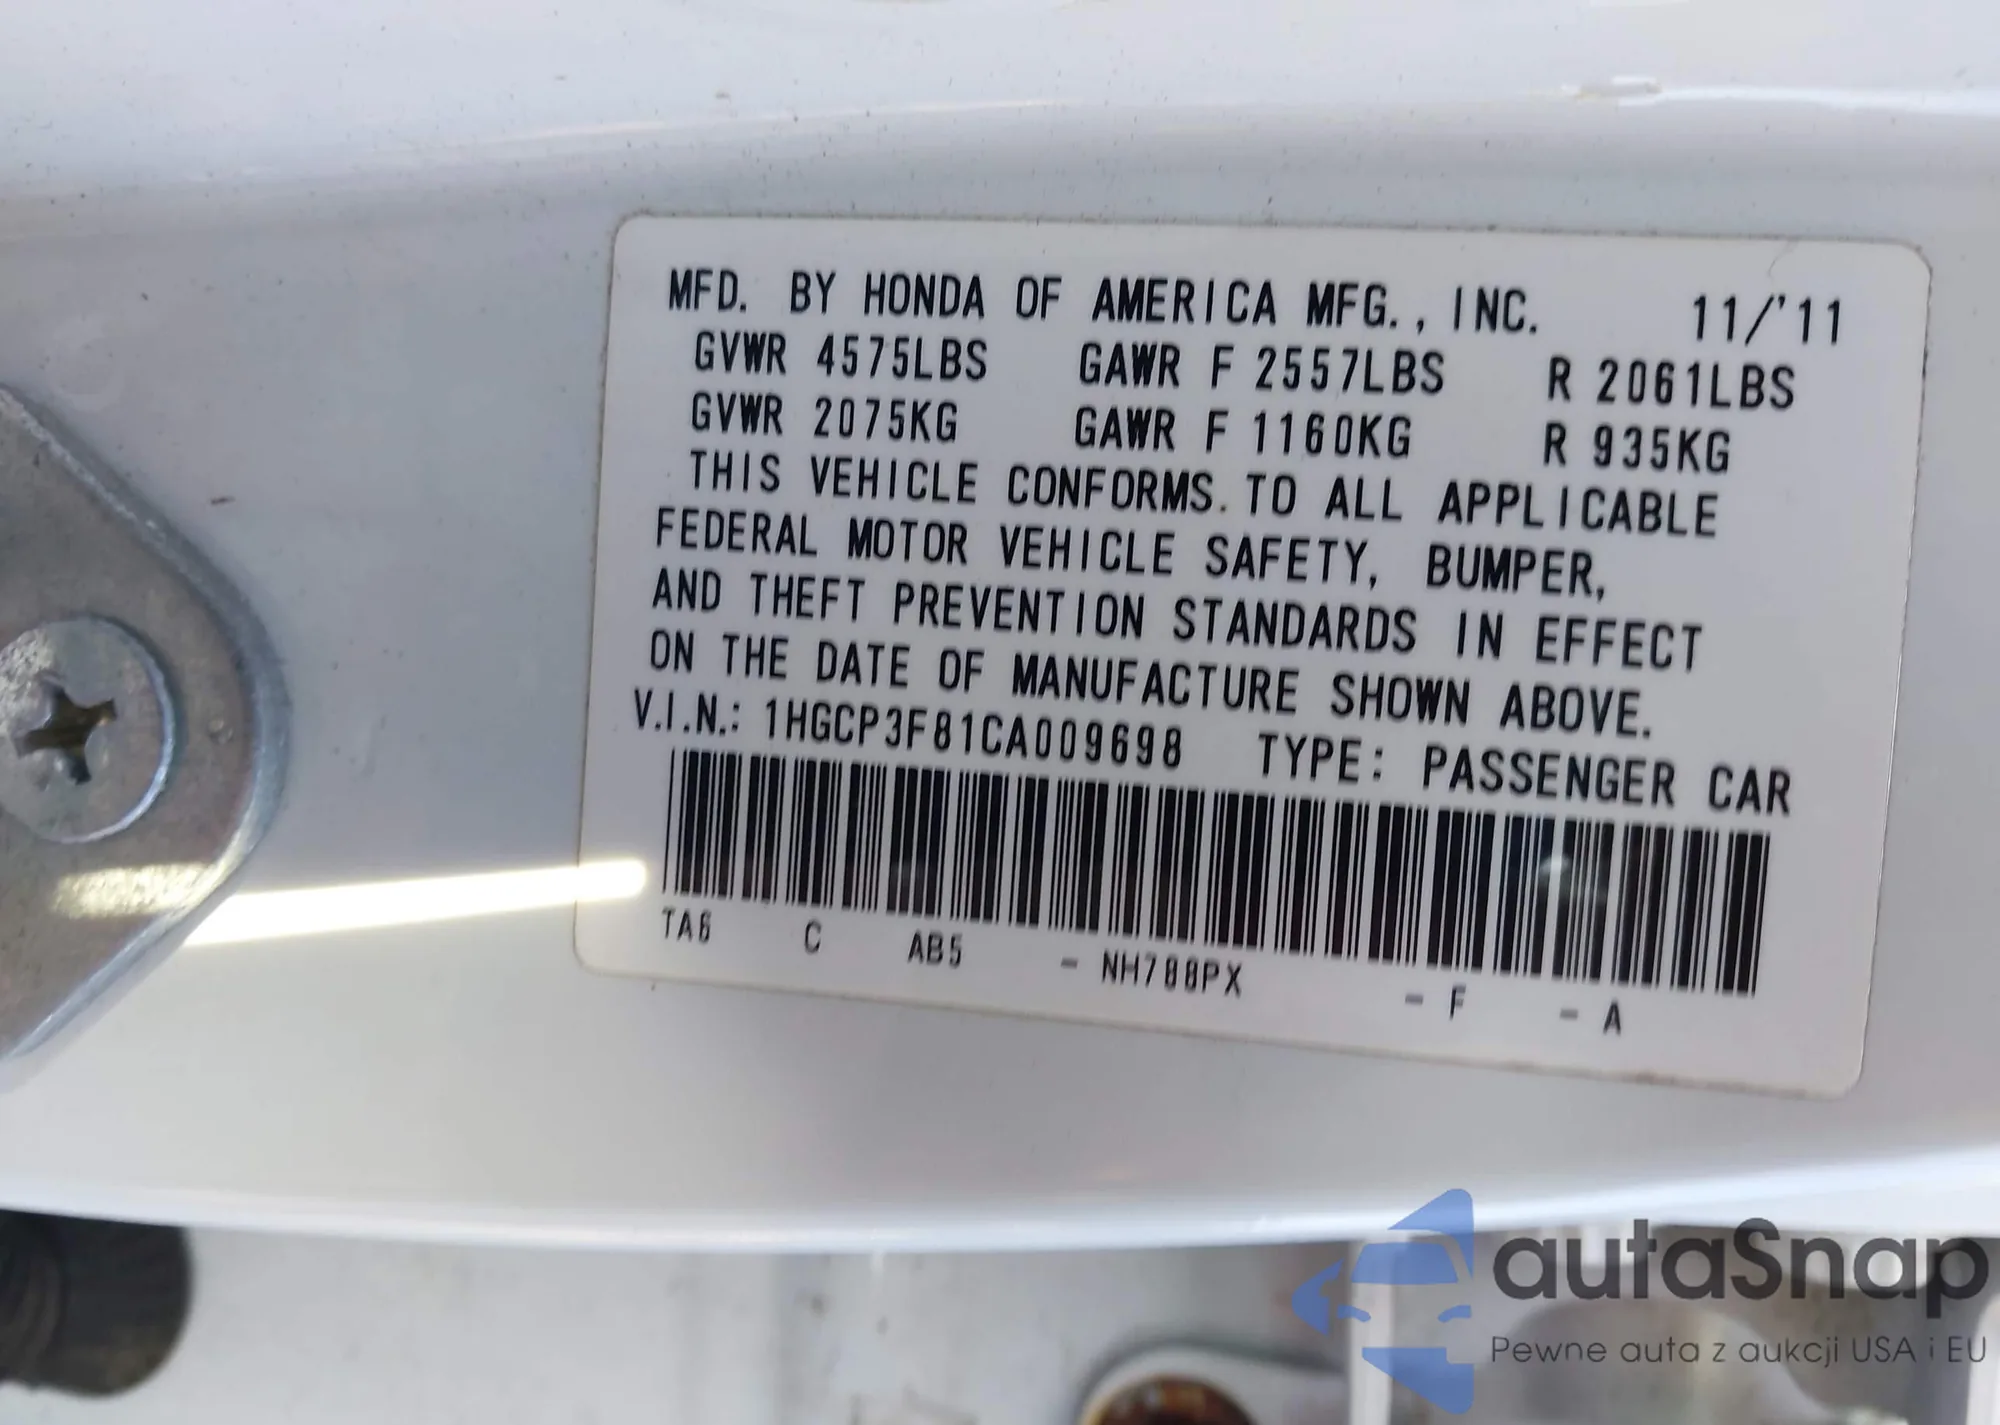 MFD. BY HONDA OF AMERICA MFG., INC. 11/'11
GVWR 4575LBS GAWR F 2557LBS R 2061LBS
GVWR 2075KG GAWR F 1160KG R 935KG
THIS VEHICLE CONFORMS. TO ALL APPLICABLE
FEDERAL MOTOR VEHICLE SAFETY, BUMPER,
AND THEFT PREVENTION STANDARDS IN EFFECT
ON THE DATE OF MANUFACTURE SHOWN ABOVE.
V.I.N.: 1HGCP3F81CA009698 TYPE: PASSENGER CAR
TA6 C AB5 - NH788PX - F - A
autaSnap
Pewne auta z aukcji USA i EU